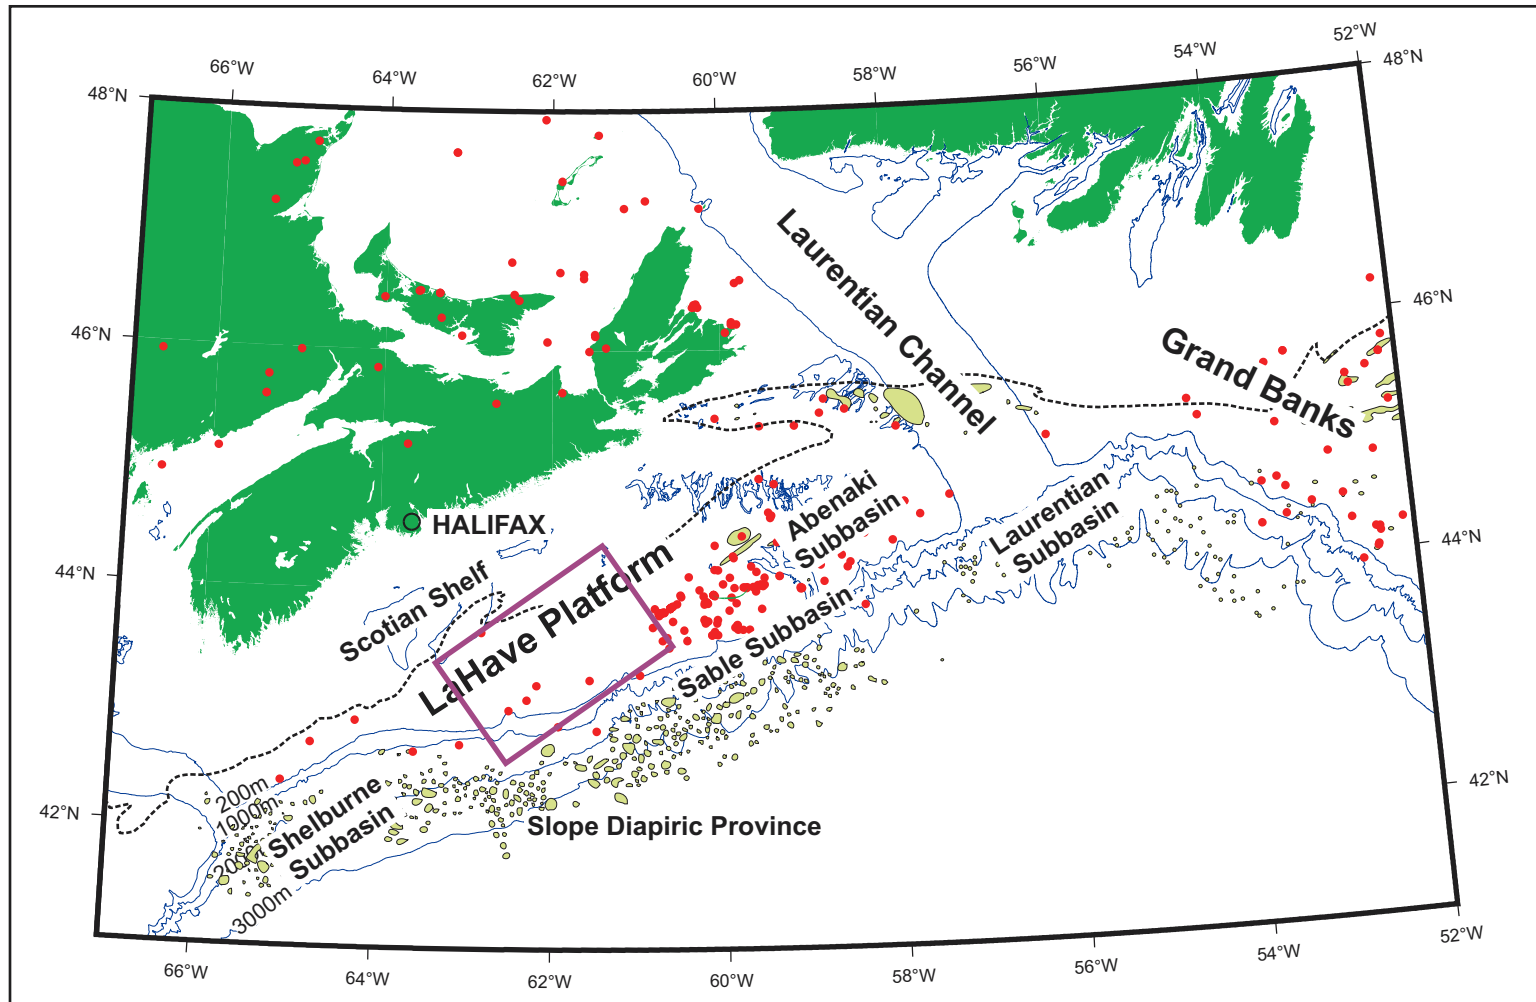 66°W
64°W
62°W
60°W
58°W
56°W
54°W
52°W
48°N
48°N
Laurentian Channel
46°N
46°N
Grand Banks
HALIFAX
Abenaki
Subbasin
Laurentian
Subbasin
44°N
44°N
Scotian Shelf
LaHave Platform
Sable Subbasin
42°N
42°N
200m
1000m
Shelburne
Subbasin
3000m
Slope Diapiric Province
66°W
64°W
62°W
60°W
58°W
56°W
54°W
52°W